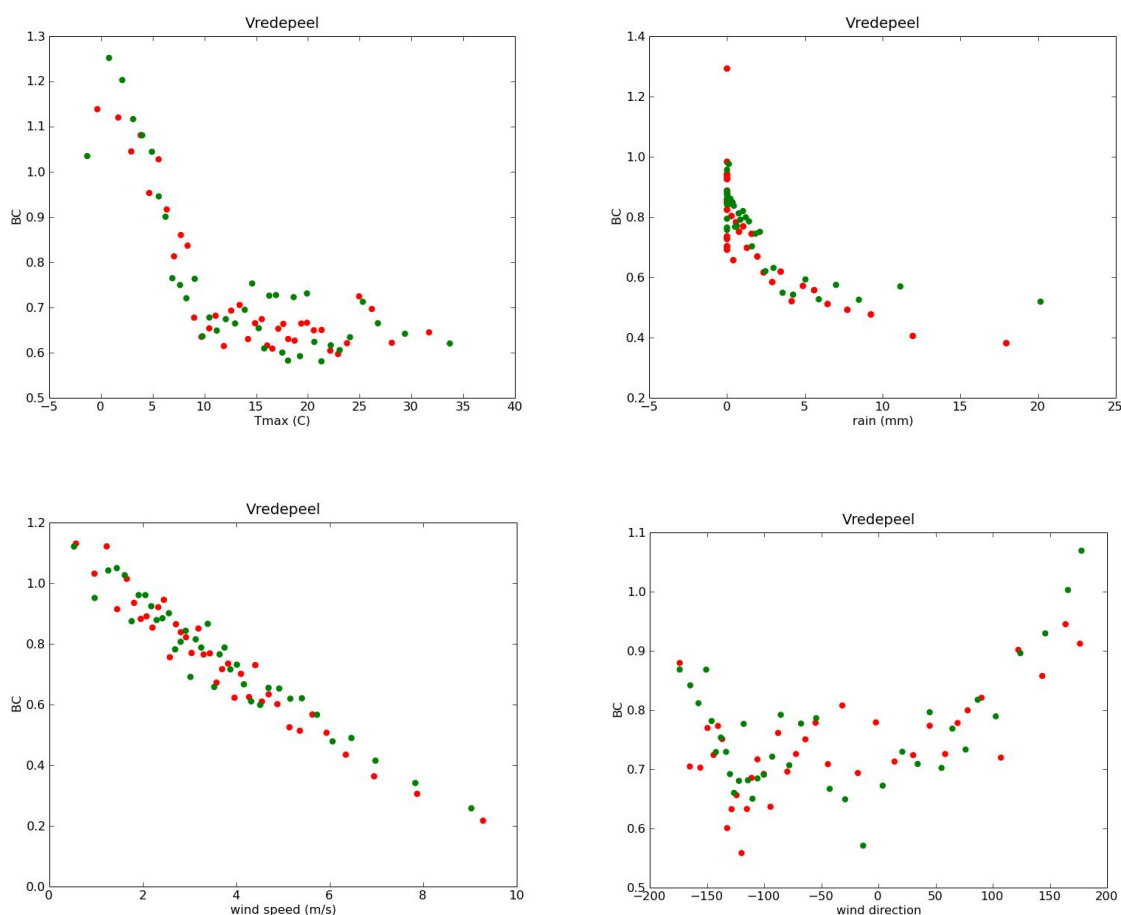 Vredepeel
1.3
1.2
1.1
1.0
0.9
0.8
0.7
0.6
0.5
BC
−5 0 5 10 15 20 25 30 35 40
Tmax (C)
Vredepeel
1.4
1.2
1.0
0.8
0.6
0.4
0.2
BC
−5 0 5 10 15 20 25
rain (mm)
Vredepeel
1.2
1.0
0.8
0.6
0.4
0.2
0.0
BC
0 2 4 6 8 10
wind speed (m/s)
Vredepeel
1.1
1.0
0.9
0.8
0.7
0.6
0.5
BC
−200 −150 −100 −50 0 50 100 150 200
wind direction